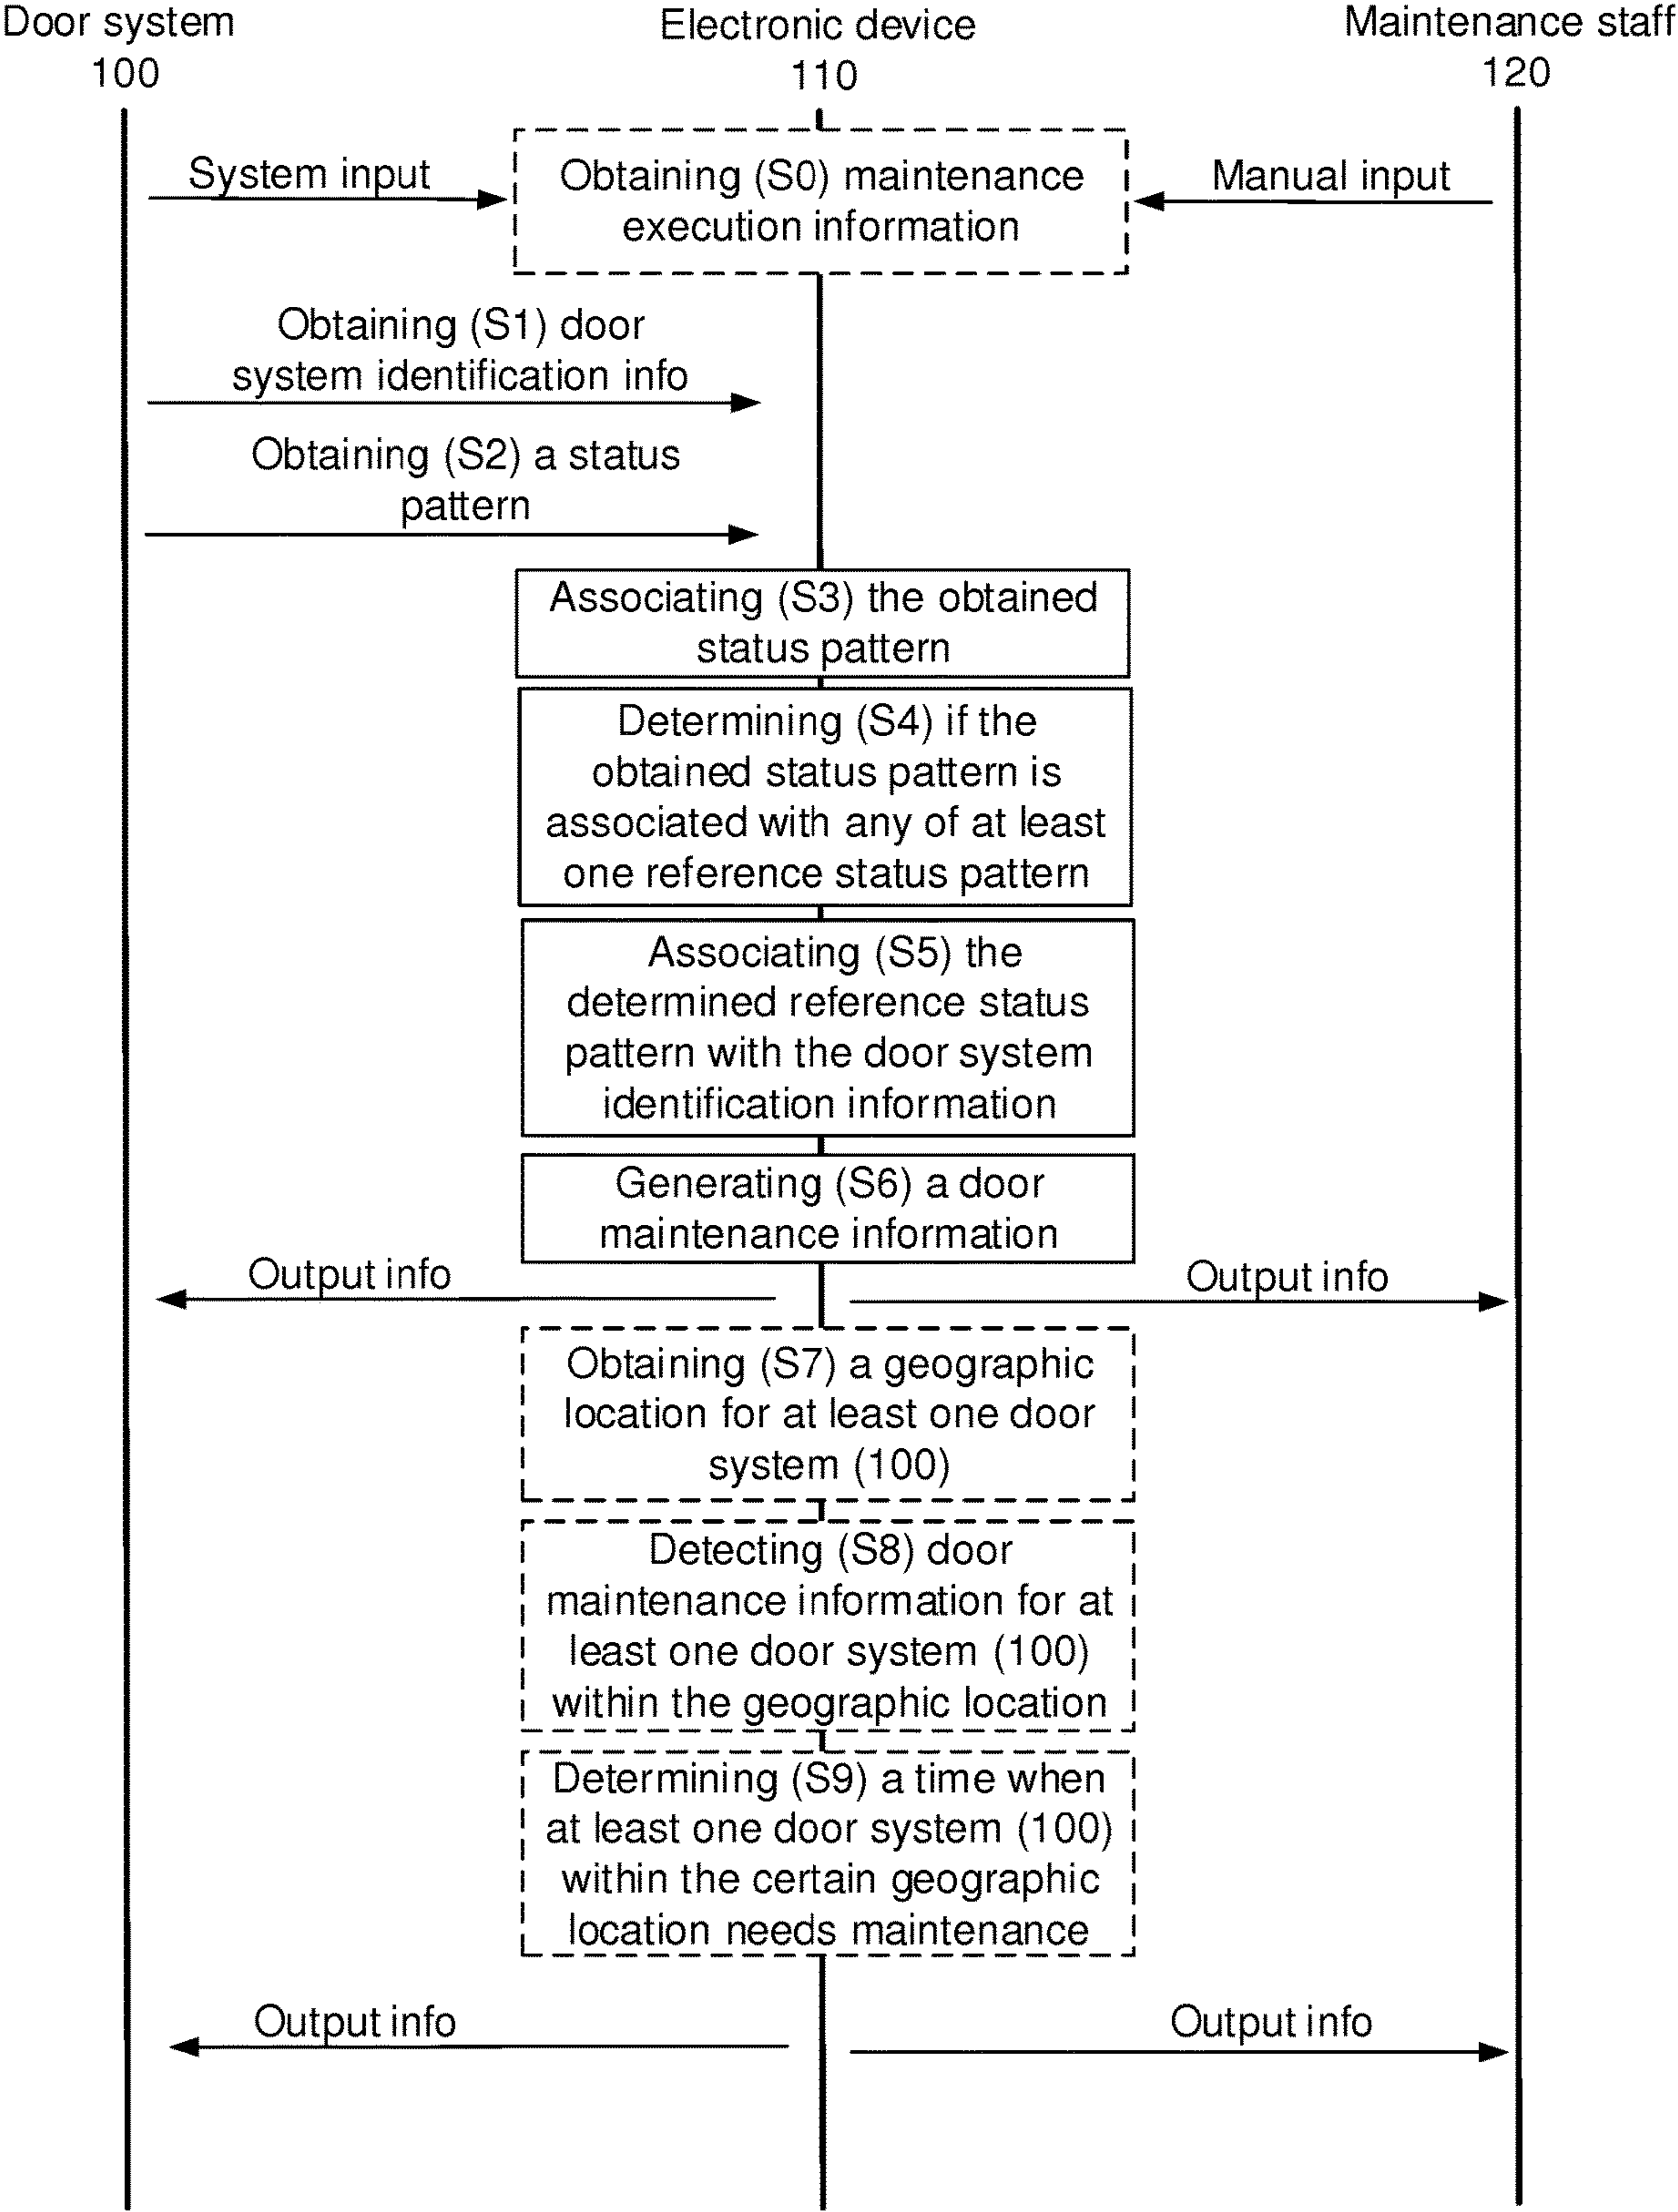 Door system
100
Electronic device
110
Maintenance staff
120
System input
Obtaining (S0) maintenance
execution information
Manual input
Obtaining (S1) door
system identification info
Obtaining (S2) a status
pattern
Associating (S3) the obtained
status pattern
Determining (S4) if the
obtained status pattern is
associated with any of at least
one reference status pattern
Associating (S5) the
determined reference status
pattern with the door system
identification information
Generating (S6) a door
maintenance information
Output info
Output info
Obtaining (S7) a geographic
location for at least one door
system (100)
Detecting (S8) door
maintenance information for at
least one door system (100)
within the geographic location
Determining (S9) a time when
at least one door system (100)
within the certain geographic
location needs maintenance
Output info
Output info